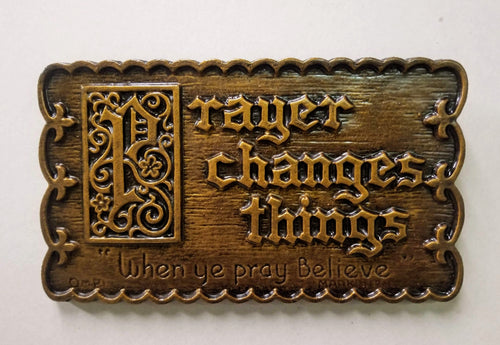 Prayer
changes
things
"When ye pray Believe"